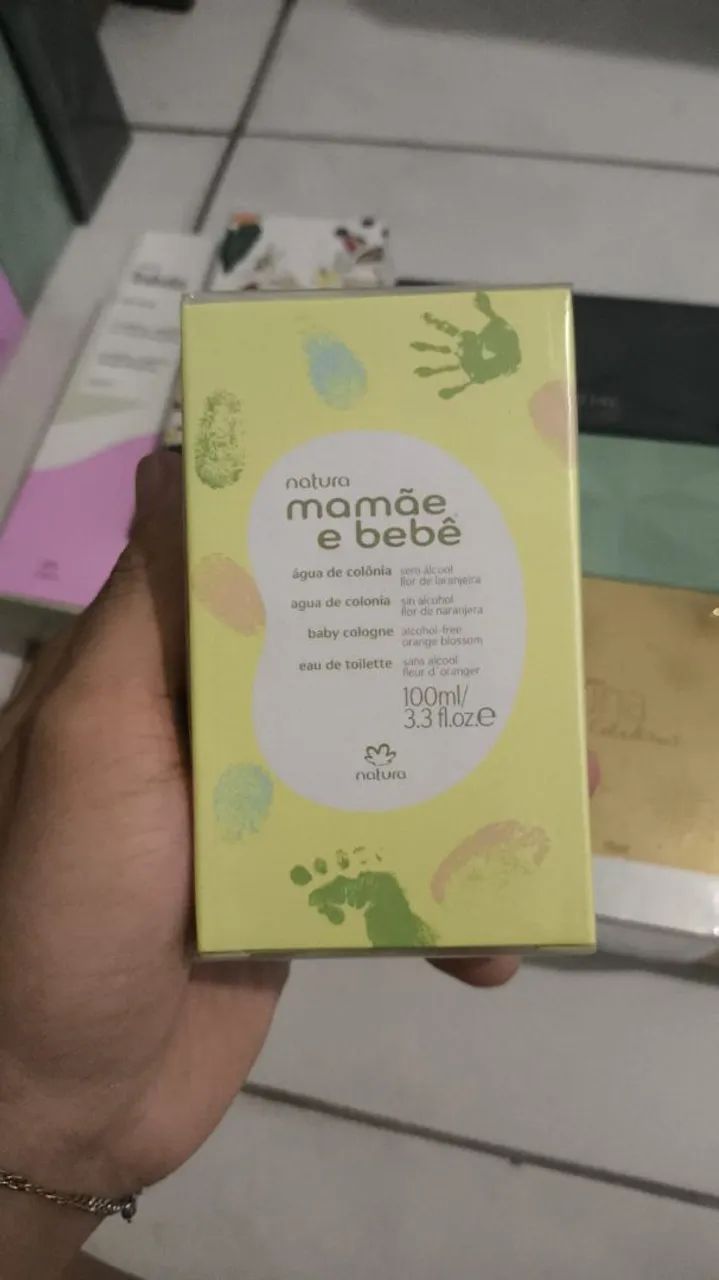 natura
mamãe
e bebê
água de colônia sem álcool
flor de laranjeira
agua de colonia sin alcohol
flor de naranjera
baby cologne alcohol-free
orange blossom
eau de toilette sans alcool
fleur d'oranger
100ml/
3.3 fl.oz.e
natura